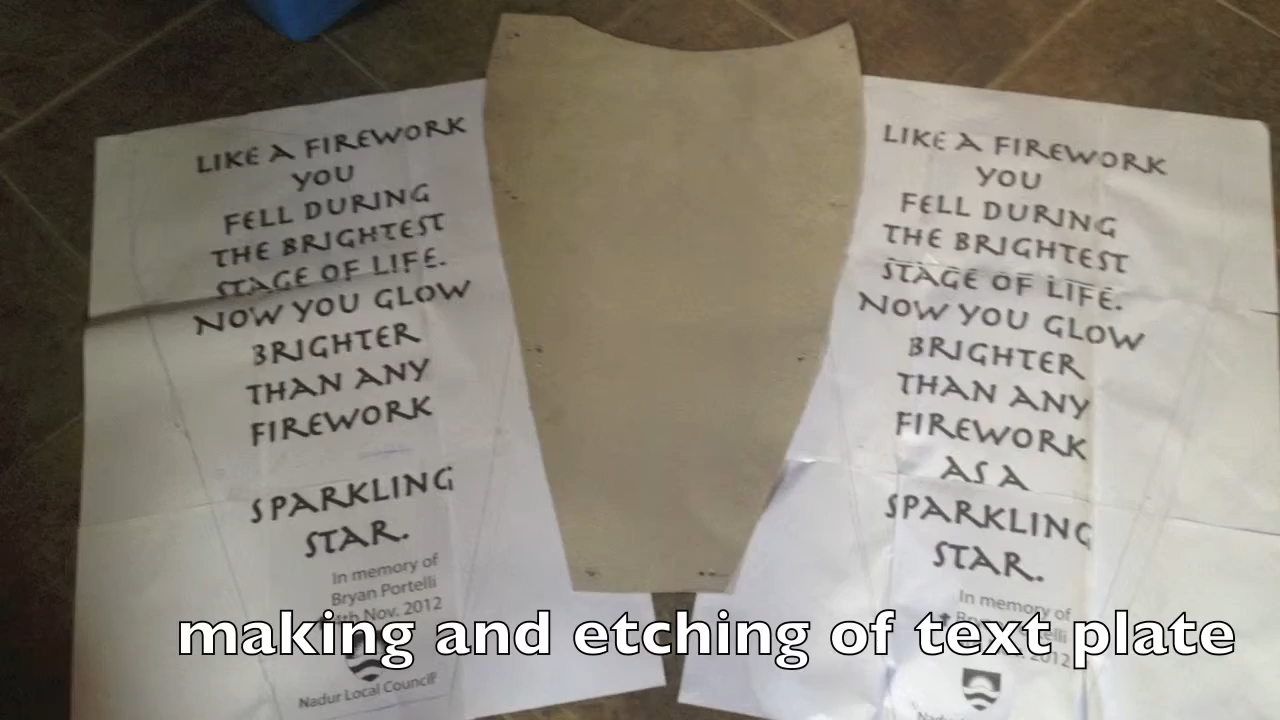 LIKE A FIREWORK
YOU
FELL DURING
THE BRIGHTEST
STAGE OF LIFE.
NOW YOU GLOW
BRIGHTER
THAN ANY
FIREWORK
SPARKLING
STAR.
In memory of
Bryan Portelli
Nov. 2012
Nadur Local Council
LIKE A FIREWORK
YOU
FELL DURING
THE BRIGHTEST
STAGE OF LIFE.
NOW YOU GLOW
BRIGHTER
THAN ANY
FIREWORK
AS A
SPARKLING
STAR.
In memory of
2012
making and etching of text plate